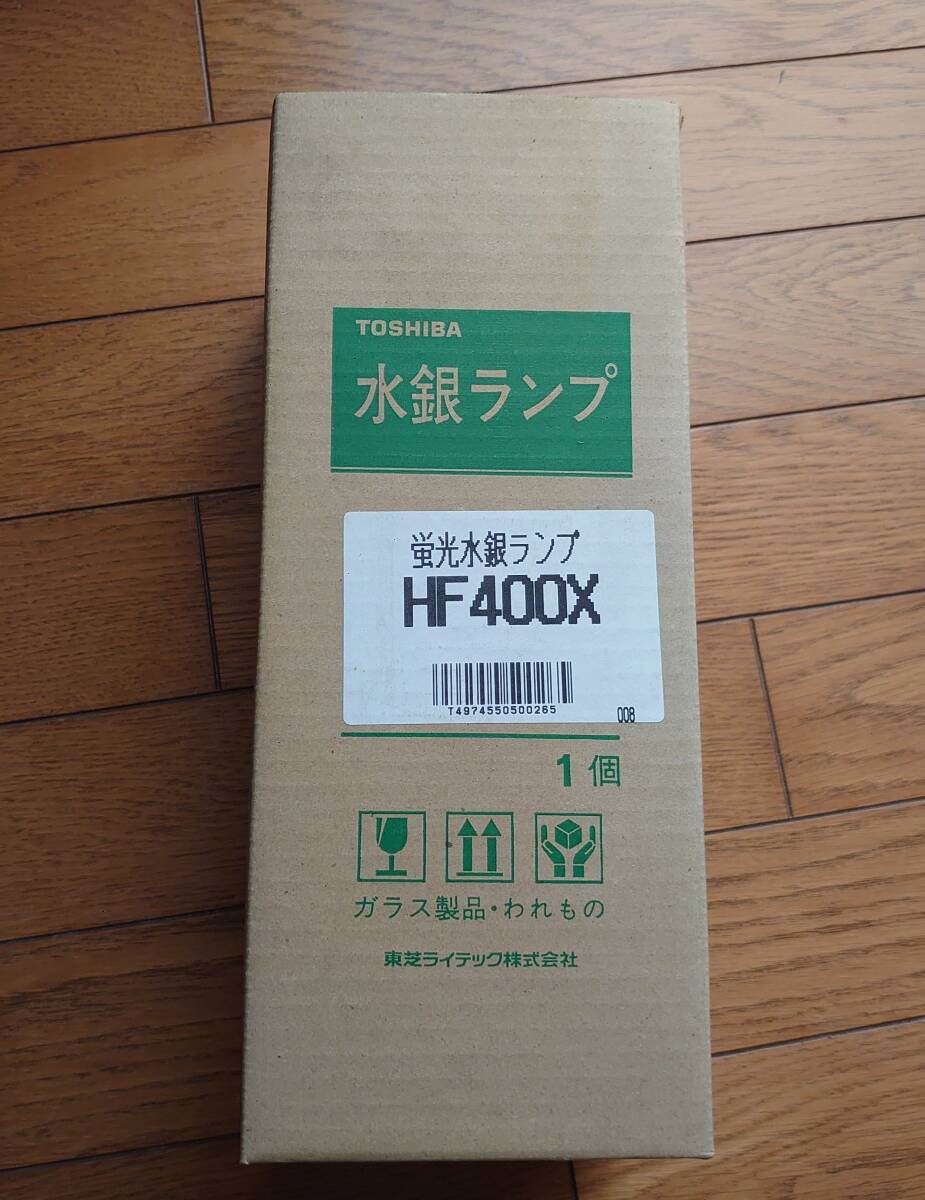 TOSHIBA
水銀ランプ
蛍光水銀ランプ
HF400X
T4974550500265
008
1個
ガラス製品・われもの
東芝ライテック株式会社